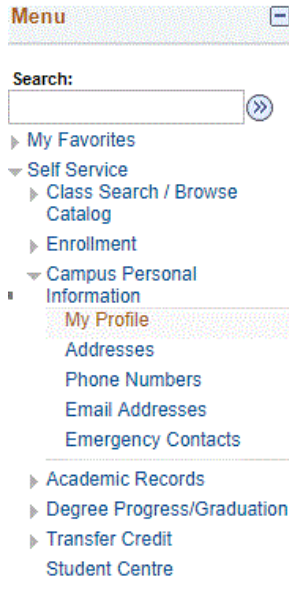 Menu
Search:
My Favorites
Self Service
Class Search / Browse
Catalog
Enrollment
Campus Personal
Information
My Profile
Addresses
Phone Numbers
Email Addresses
Emergency Contacts
Academic Records
Degree Progress/Graduation
Transfer Credit
Student Centre